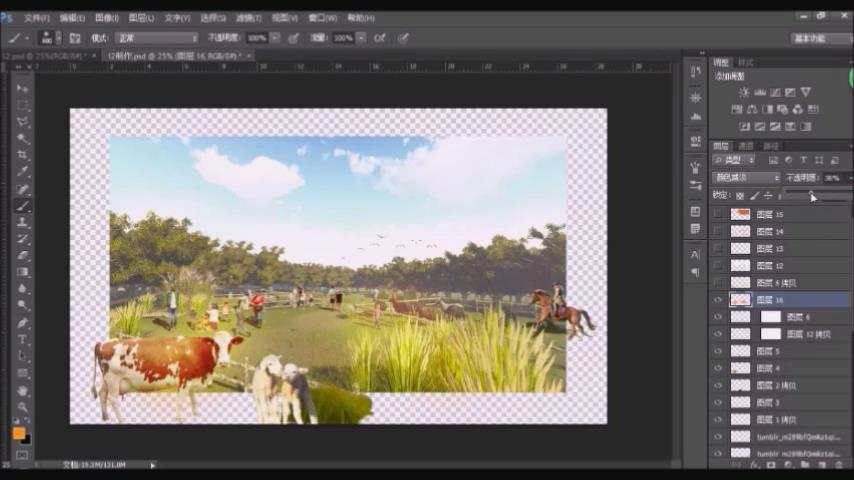 Ps 文件(F) 编辑(E) 图像(I) 图层(L) 文字(Y) 选择(S) 滤镜(T) 视图(V) 窗口(W) 帮助(H)
600 模式: 正常 不透明度: 100% 流量: 100% 基本功能
12.psd @ 25%(RGB/8#) * × 12制作.psd @ 25% (图层 16, RGB/8#) * ×
调整 样式
添加调整
图层 通道 路径
类型
颜色减淡 不透明度: 36%
锁定:
图层 15
图层 14
图层 13
图层 12
图层 6 拷贝
图层 16
图层 6
图层 12 拷贝
图层 5
图层 4
图层 2 拷贝
图层 3
图层 1 拷贝
25 文档:19.3M/131.0M